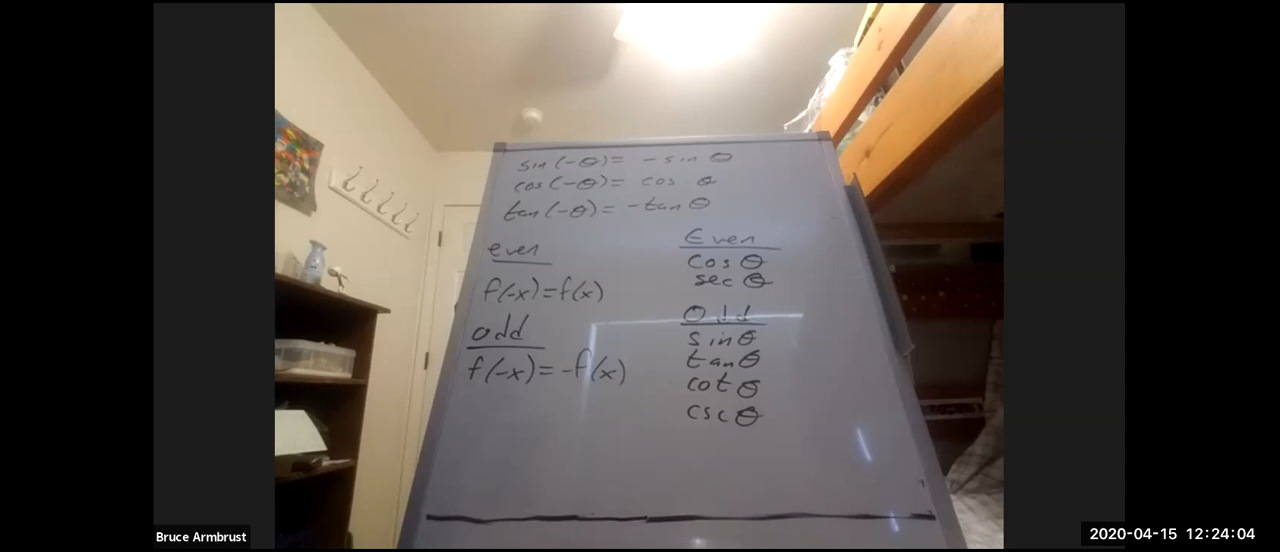 sin(-θ) = -sin θ
cos(-θ) = cos θ
tan(-θ) = -tan θ
even
f(-x)=f(x)
odd
f(-x)=-f(x)
Even
cos θ
sec θ
Odd
sin θ
tan θ
cot θ
csc θ
Bruce Armbrust
2020-04-15 12:24:04